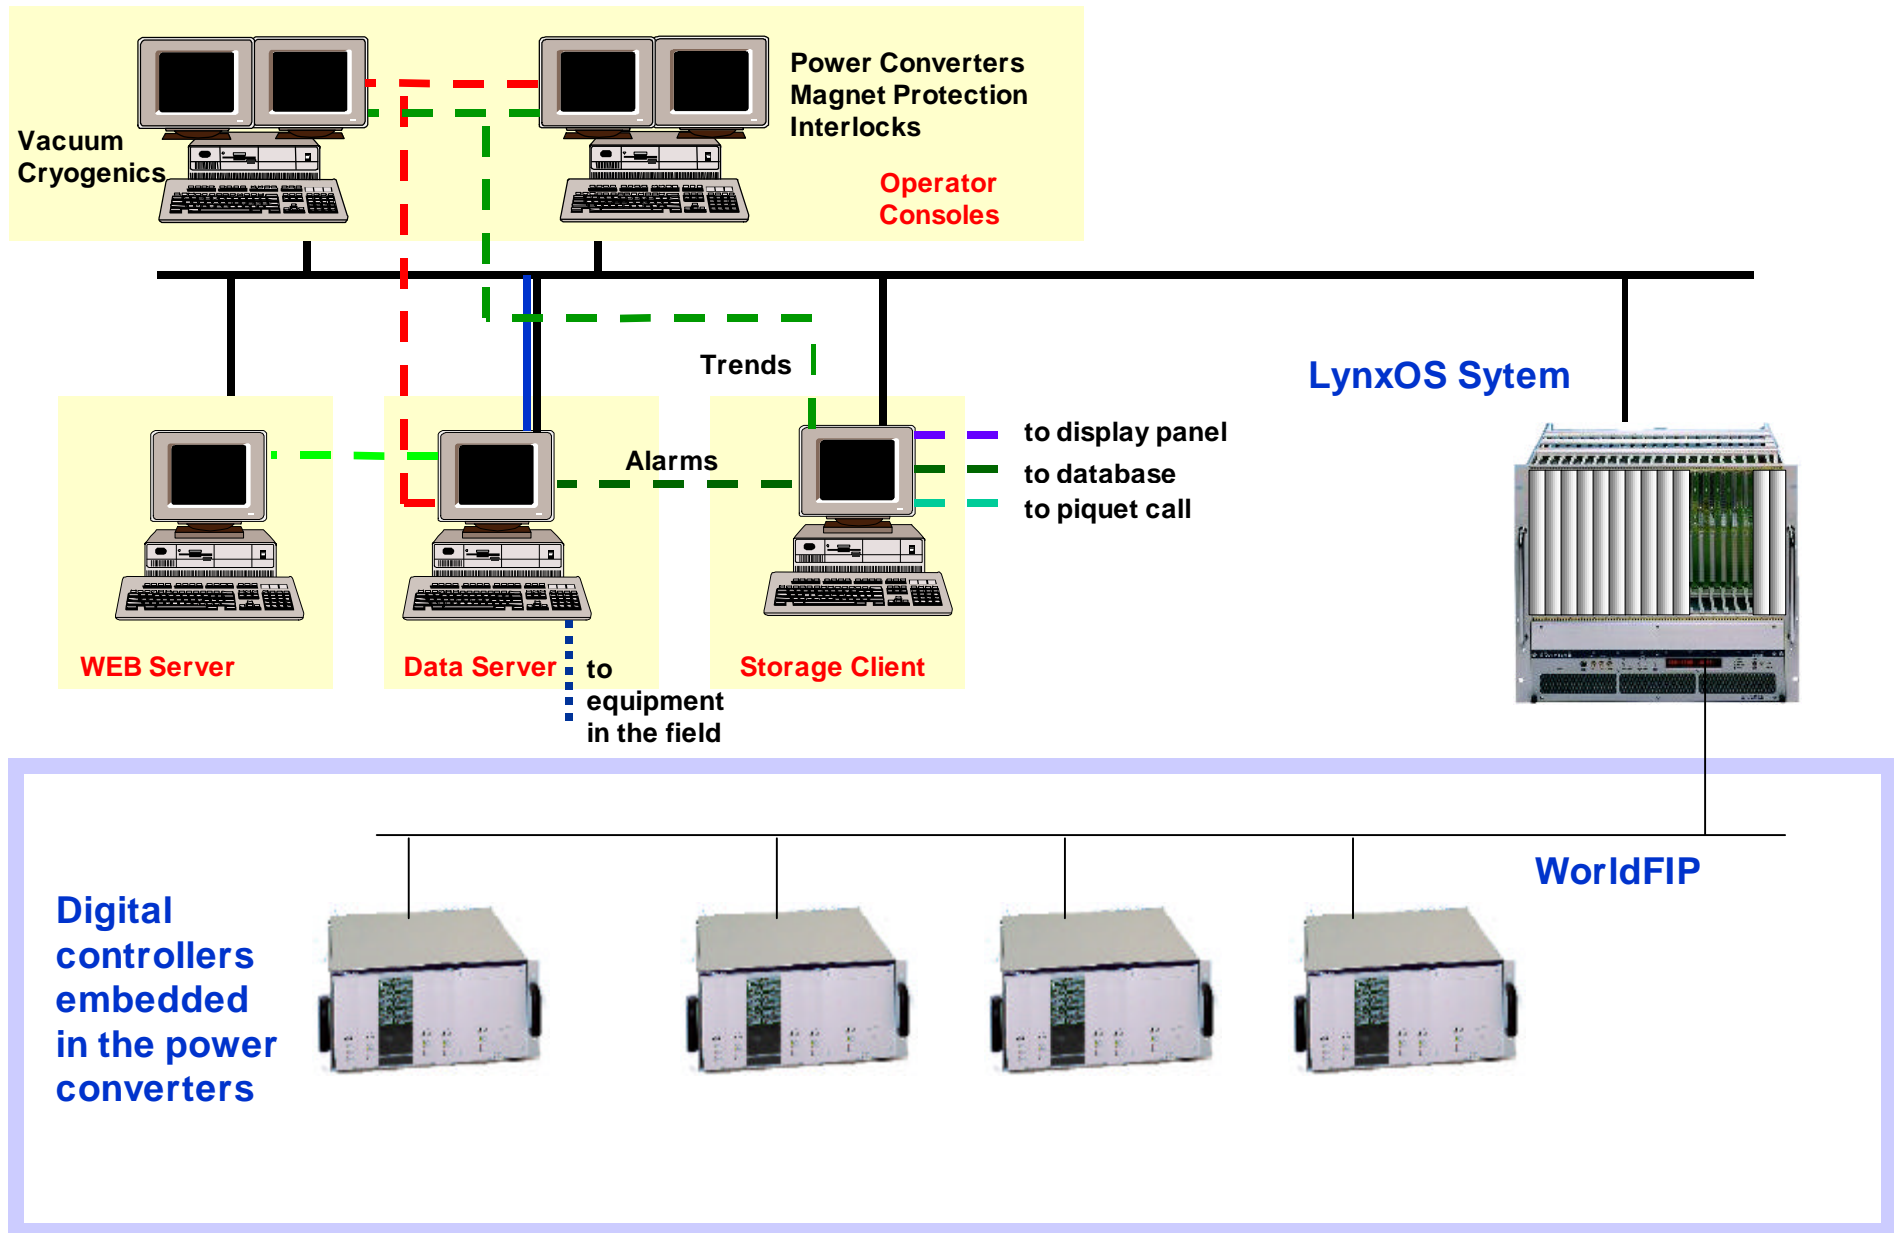 Power Converters
Magnet Protection
Interlocks
Vacuum
Cryogenics
Operator
Consoles
Trends
LynxOS Sytem
Alarms
to display panel
to database
to piquet call
WEB Server
Data Server
Storage Client
to
equipment
in the field
WorldFIP
Digital
controllers
embedded
in the power
converters